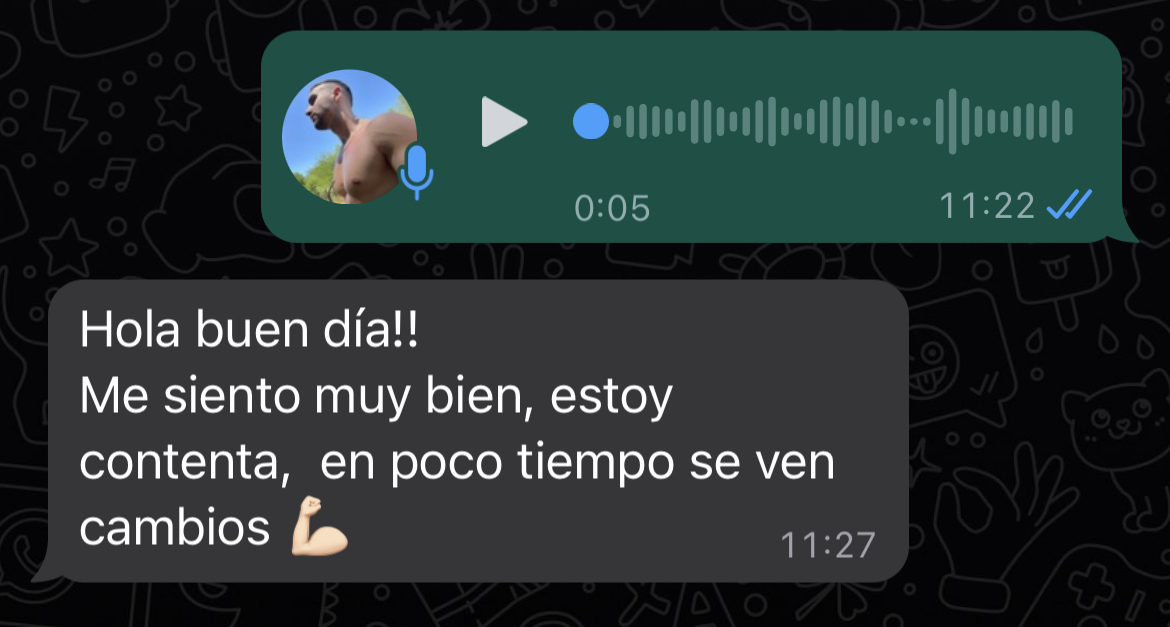 0:05
11:22
Hola buen día!!
Me siento muy bien, estoy
contenta,  en poco tiempo se ven
cambios 💪🏻
11:27